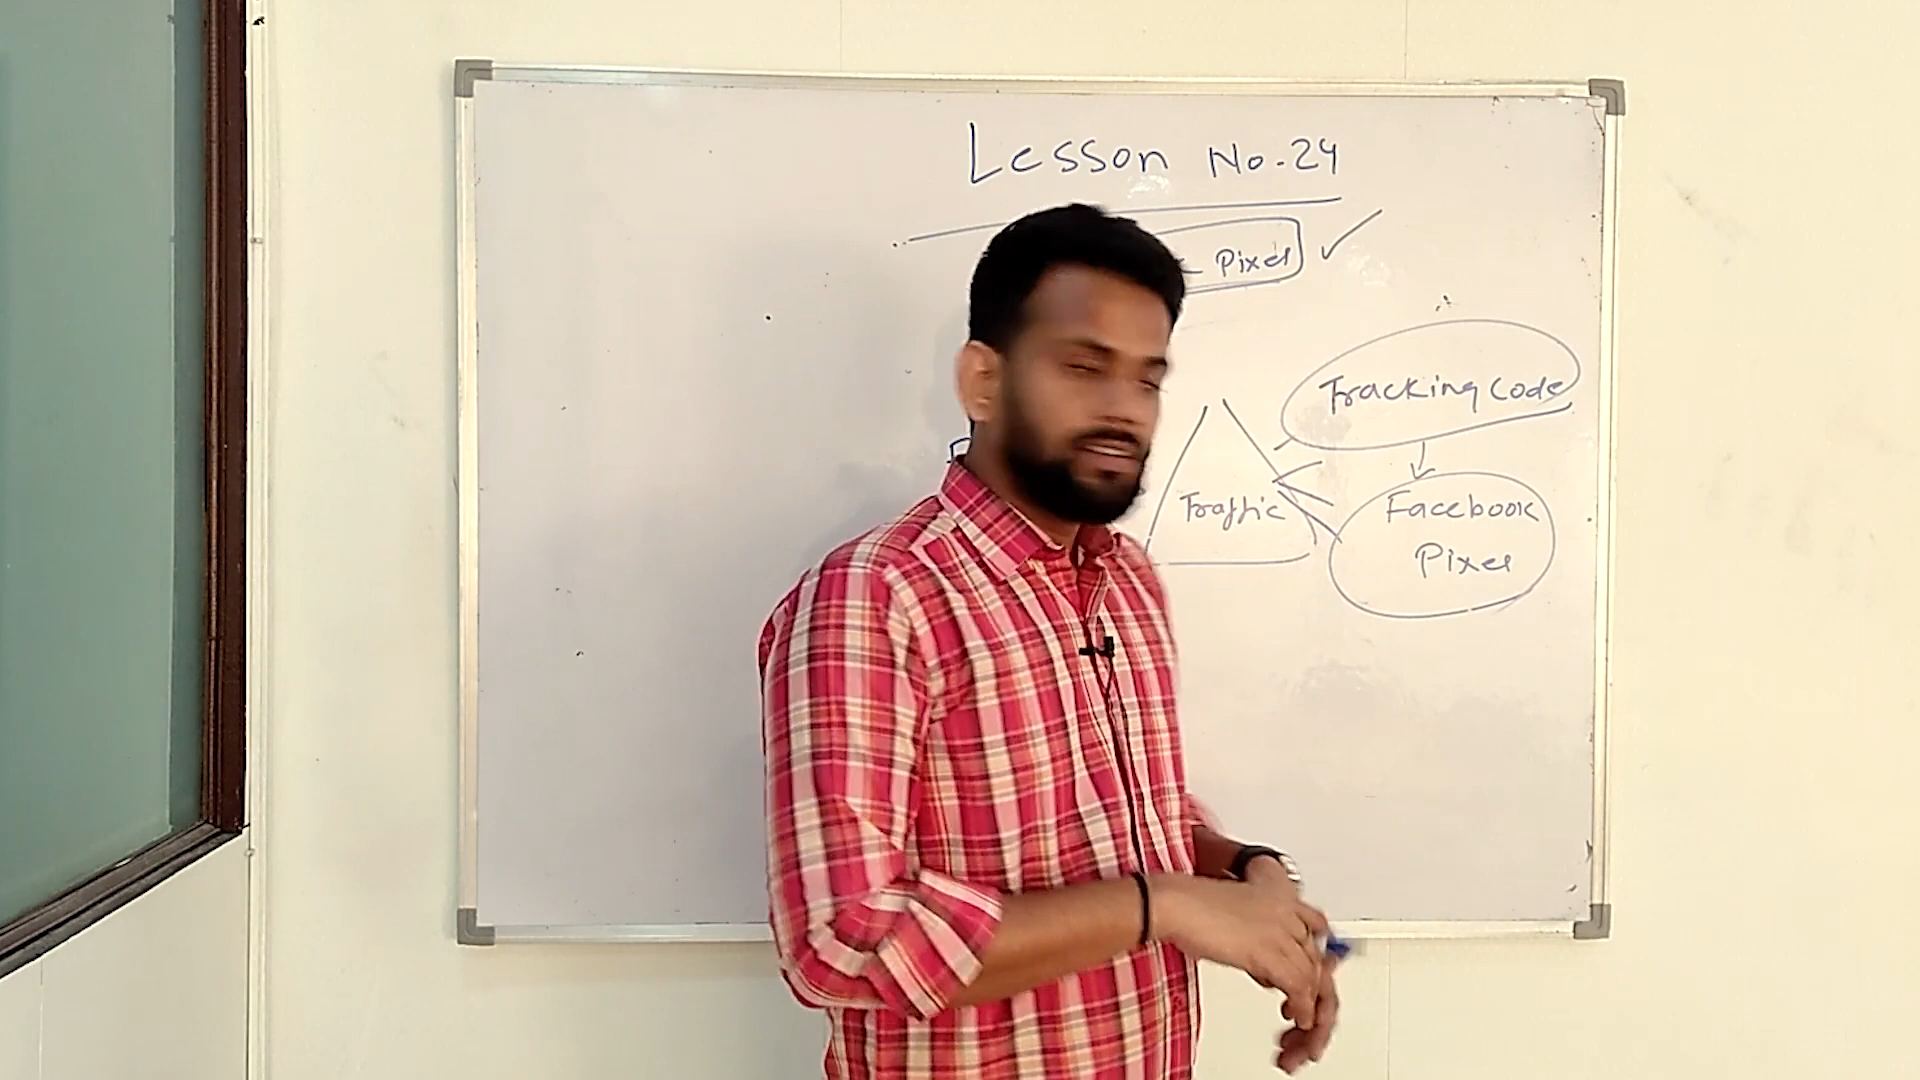 Lesson No.24
Pixel
Tracking Code
Traffic
Facebook
Pixel